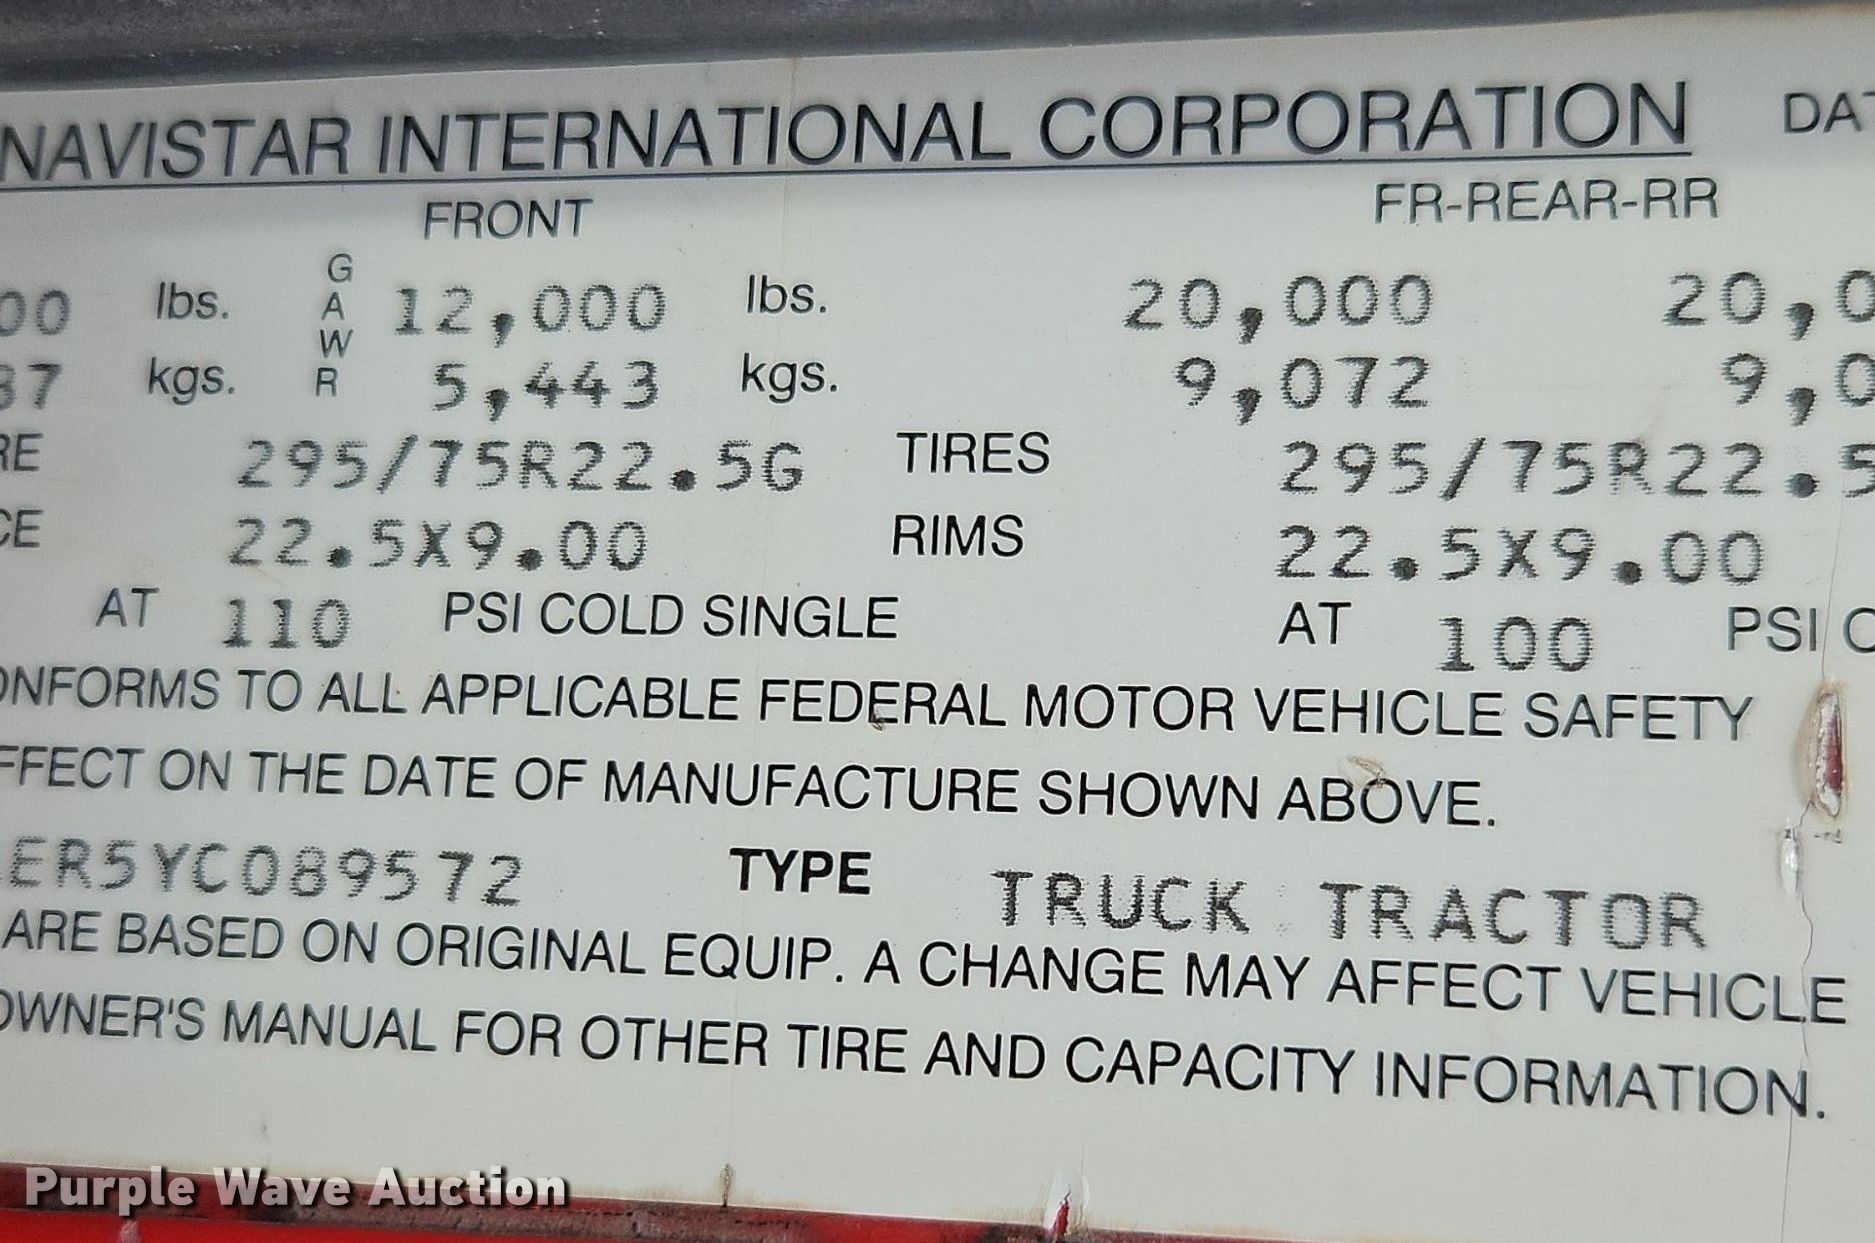 NAVISTAR INTERNATIONAL CORPORATION DAT
FRONT FR-REAR-RR
00 lbs. GAWR 12,000 lbs. 20,000 20,0
37 kgs. 5,443 kgs. 9,072 9,0
RE 295/75R22.5G TIRES 295/75R22.5
CE 22.5X9.00 RIMS 22.5X9.00
AT 110 PSI COLD SINGLE AT 100 PSI C
ONFORMS TO ALL APPLICABLE FEDERAL MOTOR VEHICLE SAFETY
FFECT ON THE DATE OF MANUFACTURE SHOWN ABOVE.
ER5YC089572 TYPE TRUCK TRACTOR
ARE BASED ON ORIGINAL EQUIP. A CHANGE MAY AFFECT VEHICLE
OWNER'S MANUAL FOR OTHER TIRE AND CAPACITY INFORMATION.
Purple Wave Auction